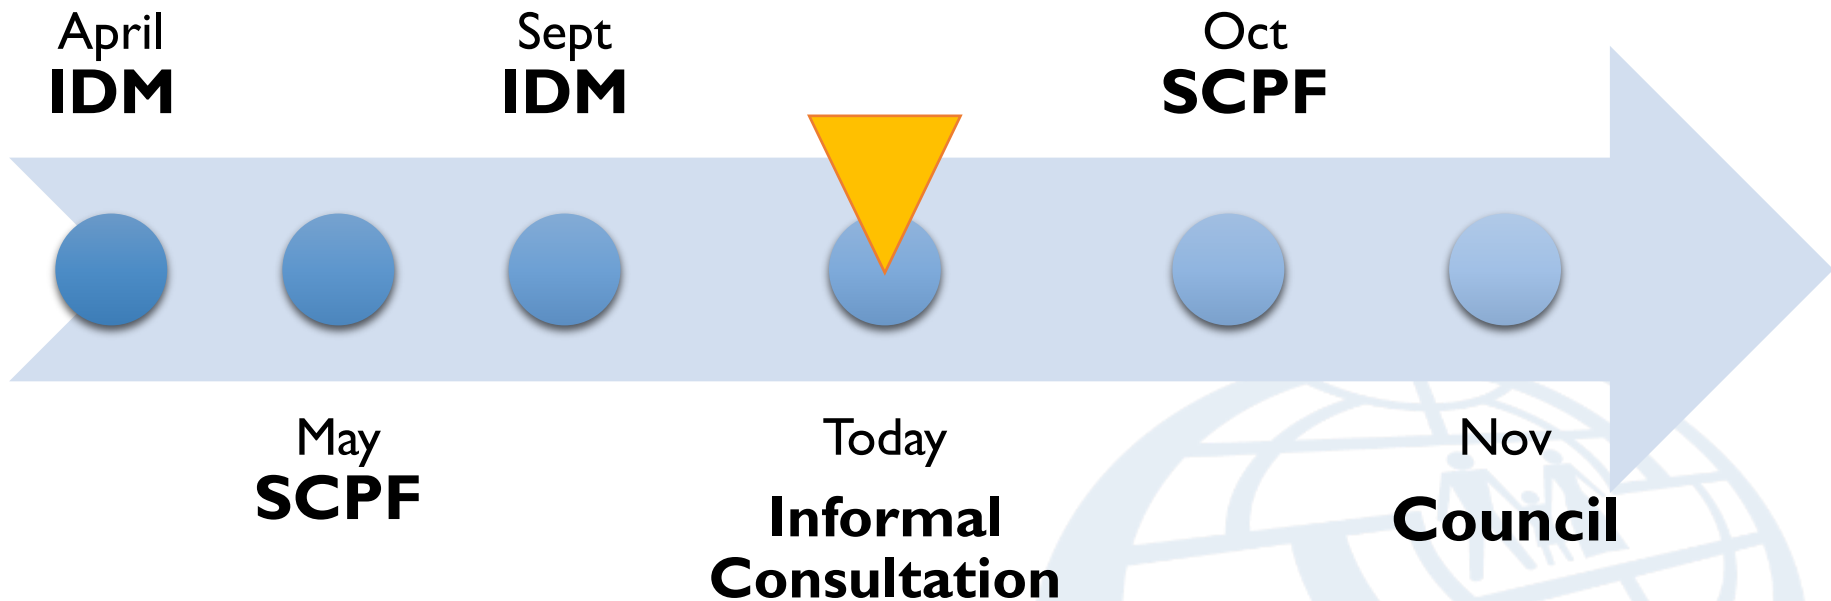 April
IDM
May
SCPF
Sept
IDM
Today
Informal
Consultation
Oct
SCPF
Nov
Council